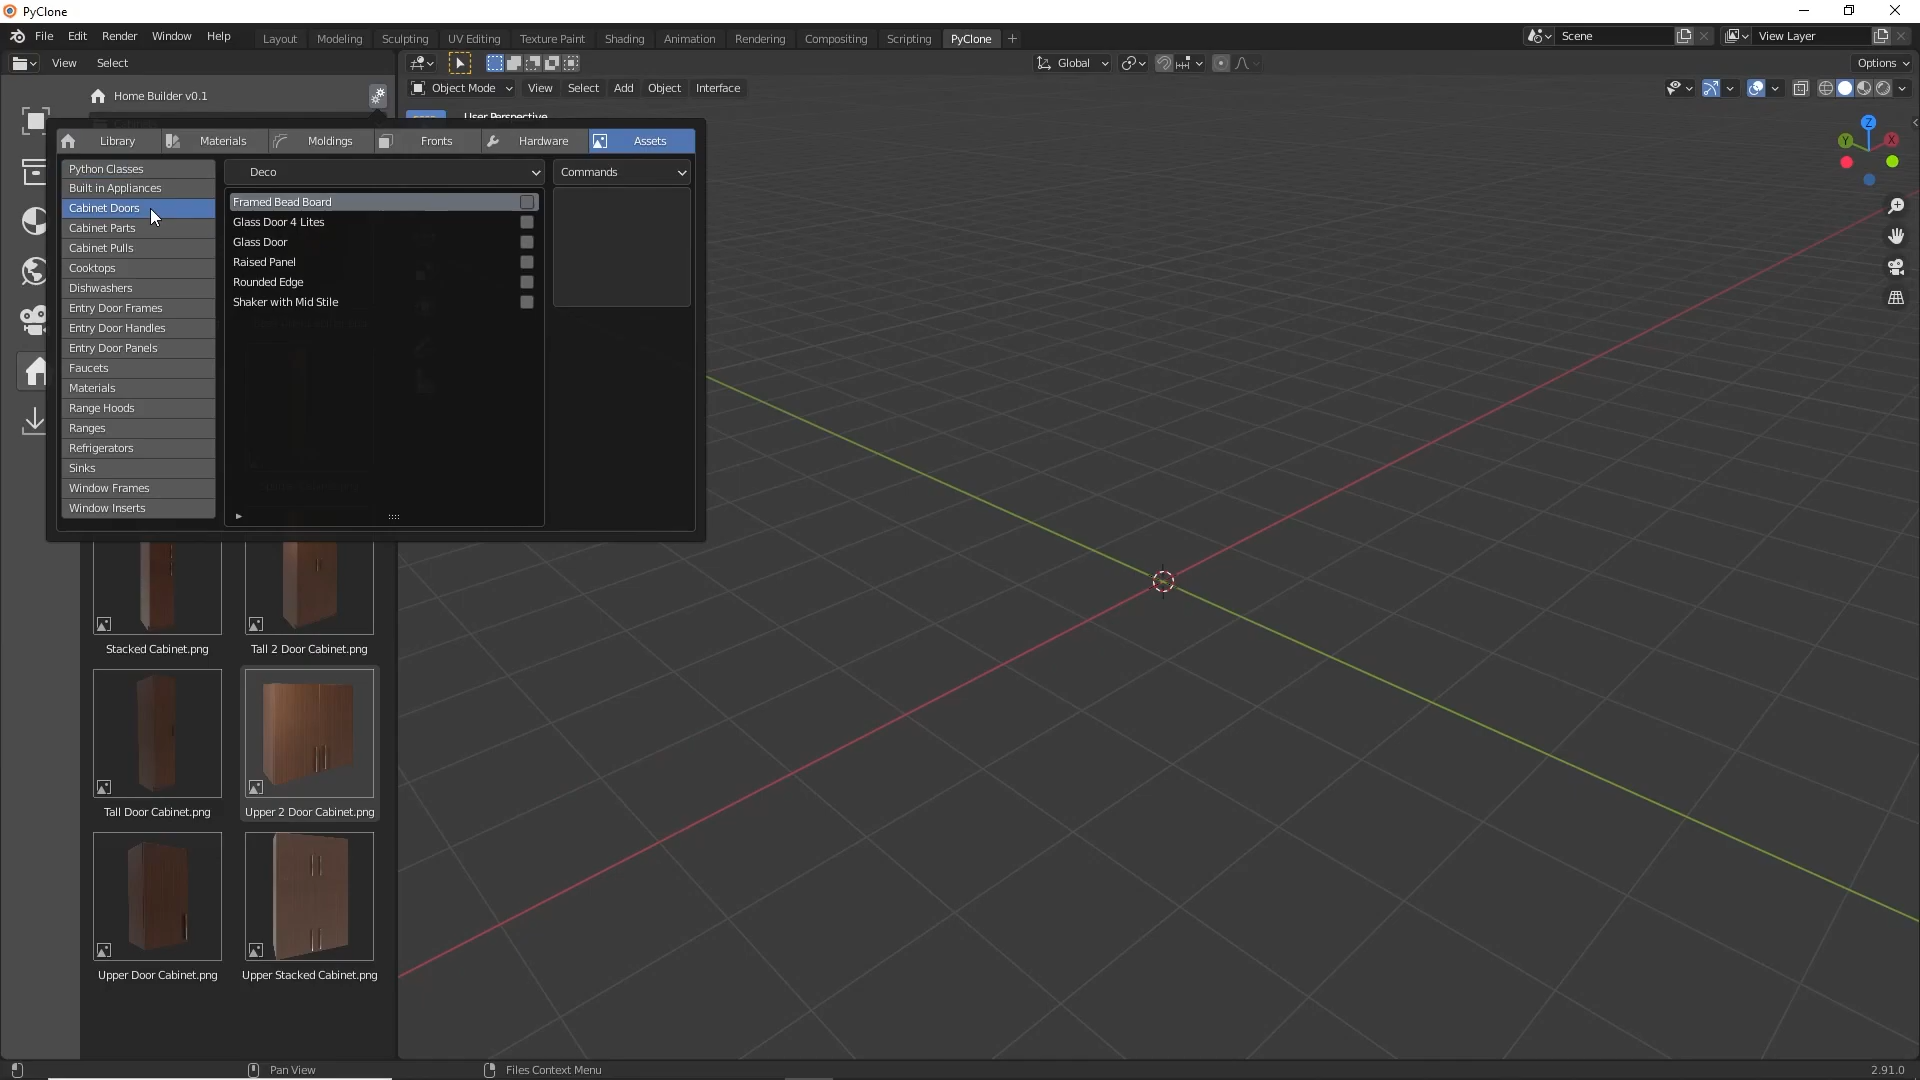 PyClone
File Edit Render Window Help
Layout Modeling Sculpting UV Editing Texture Paint Shading Animation Rendering Compositing Scripting PyClone
Scene
View Layer
View Select
Global
Options
Home Builder v0.1
Object Mode View Select Add Object Interface
User Perspective
Library Materials Moldings Fronts Hardware Assets
Python Classes
Built in Appliances
Cabinet Doors
Cabinet Parts
Cabinet Pulls
Cooktops
Dishwashers
Entry Door Frames
Entry Door Handles
Entry Door Panels
Faucets
Materials
Range Hoods
Ranges
Refrigerators
Sinks
Window Frames
Window Inserts
Deco
Framed Bead Board
Glass Door 4 Lites
Glass Door
Raised Panel
Rounded Edge
Shaker with Mid Stile
Commands
Z
Y
X
Stacked Cabinet.png
Tall 2 Door Cabinet.png
Tall Door Cabinet.png
Upper 2 Door Cabinet.png
Upper Door Cabinet.png
Upper Stacked Cabinet.png
Pan View
Files Context Menu
2.91.0